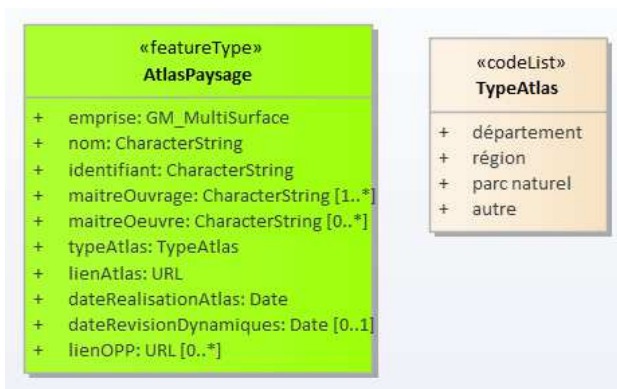 «featureType»
AtlasPaysage
+ emprise: GM_MultiSurface
+ nom: CharacterString
+ identifiant: CharacterString
+ maitreOuvrage: CharacterString [1..*]
+ maitreOeuvre: CharacterString [0..*]
+ typeAtlas: TypeAtlas
+ lienAtlas: URL
+ dateRealisationAtlas: Date
+ dateRevisionDynamiques: Date [0..1]
+ lienOPP: URL [0..*]
«codeList»
TypeAtlas
+ département
+ région
+ parc naturel
+ autre